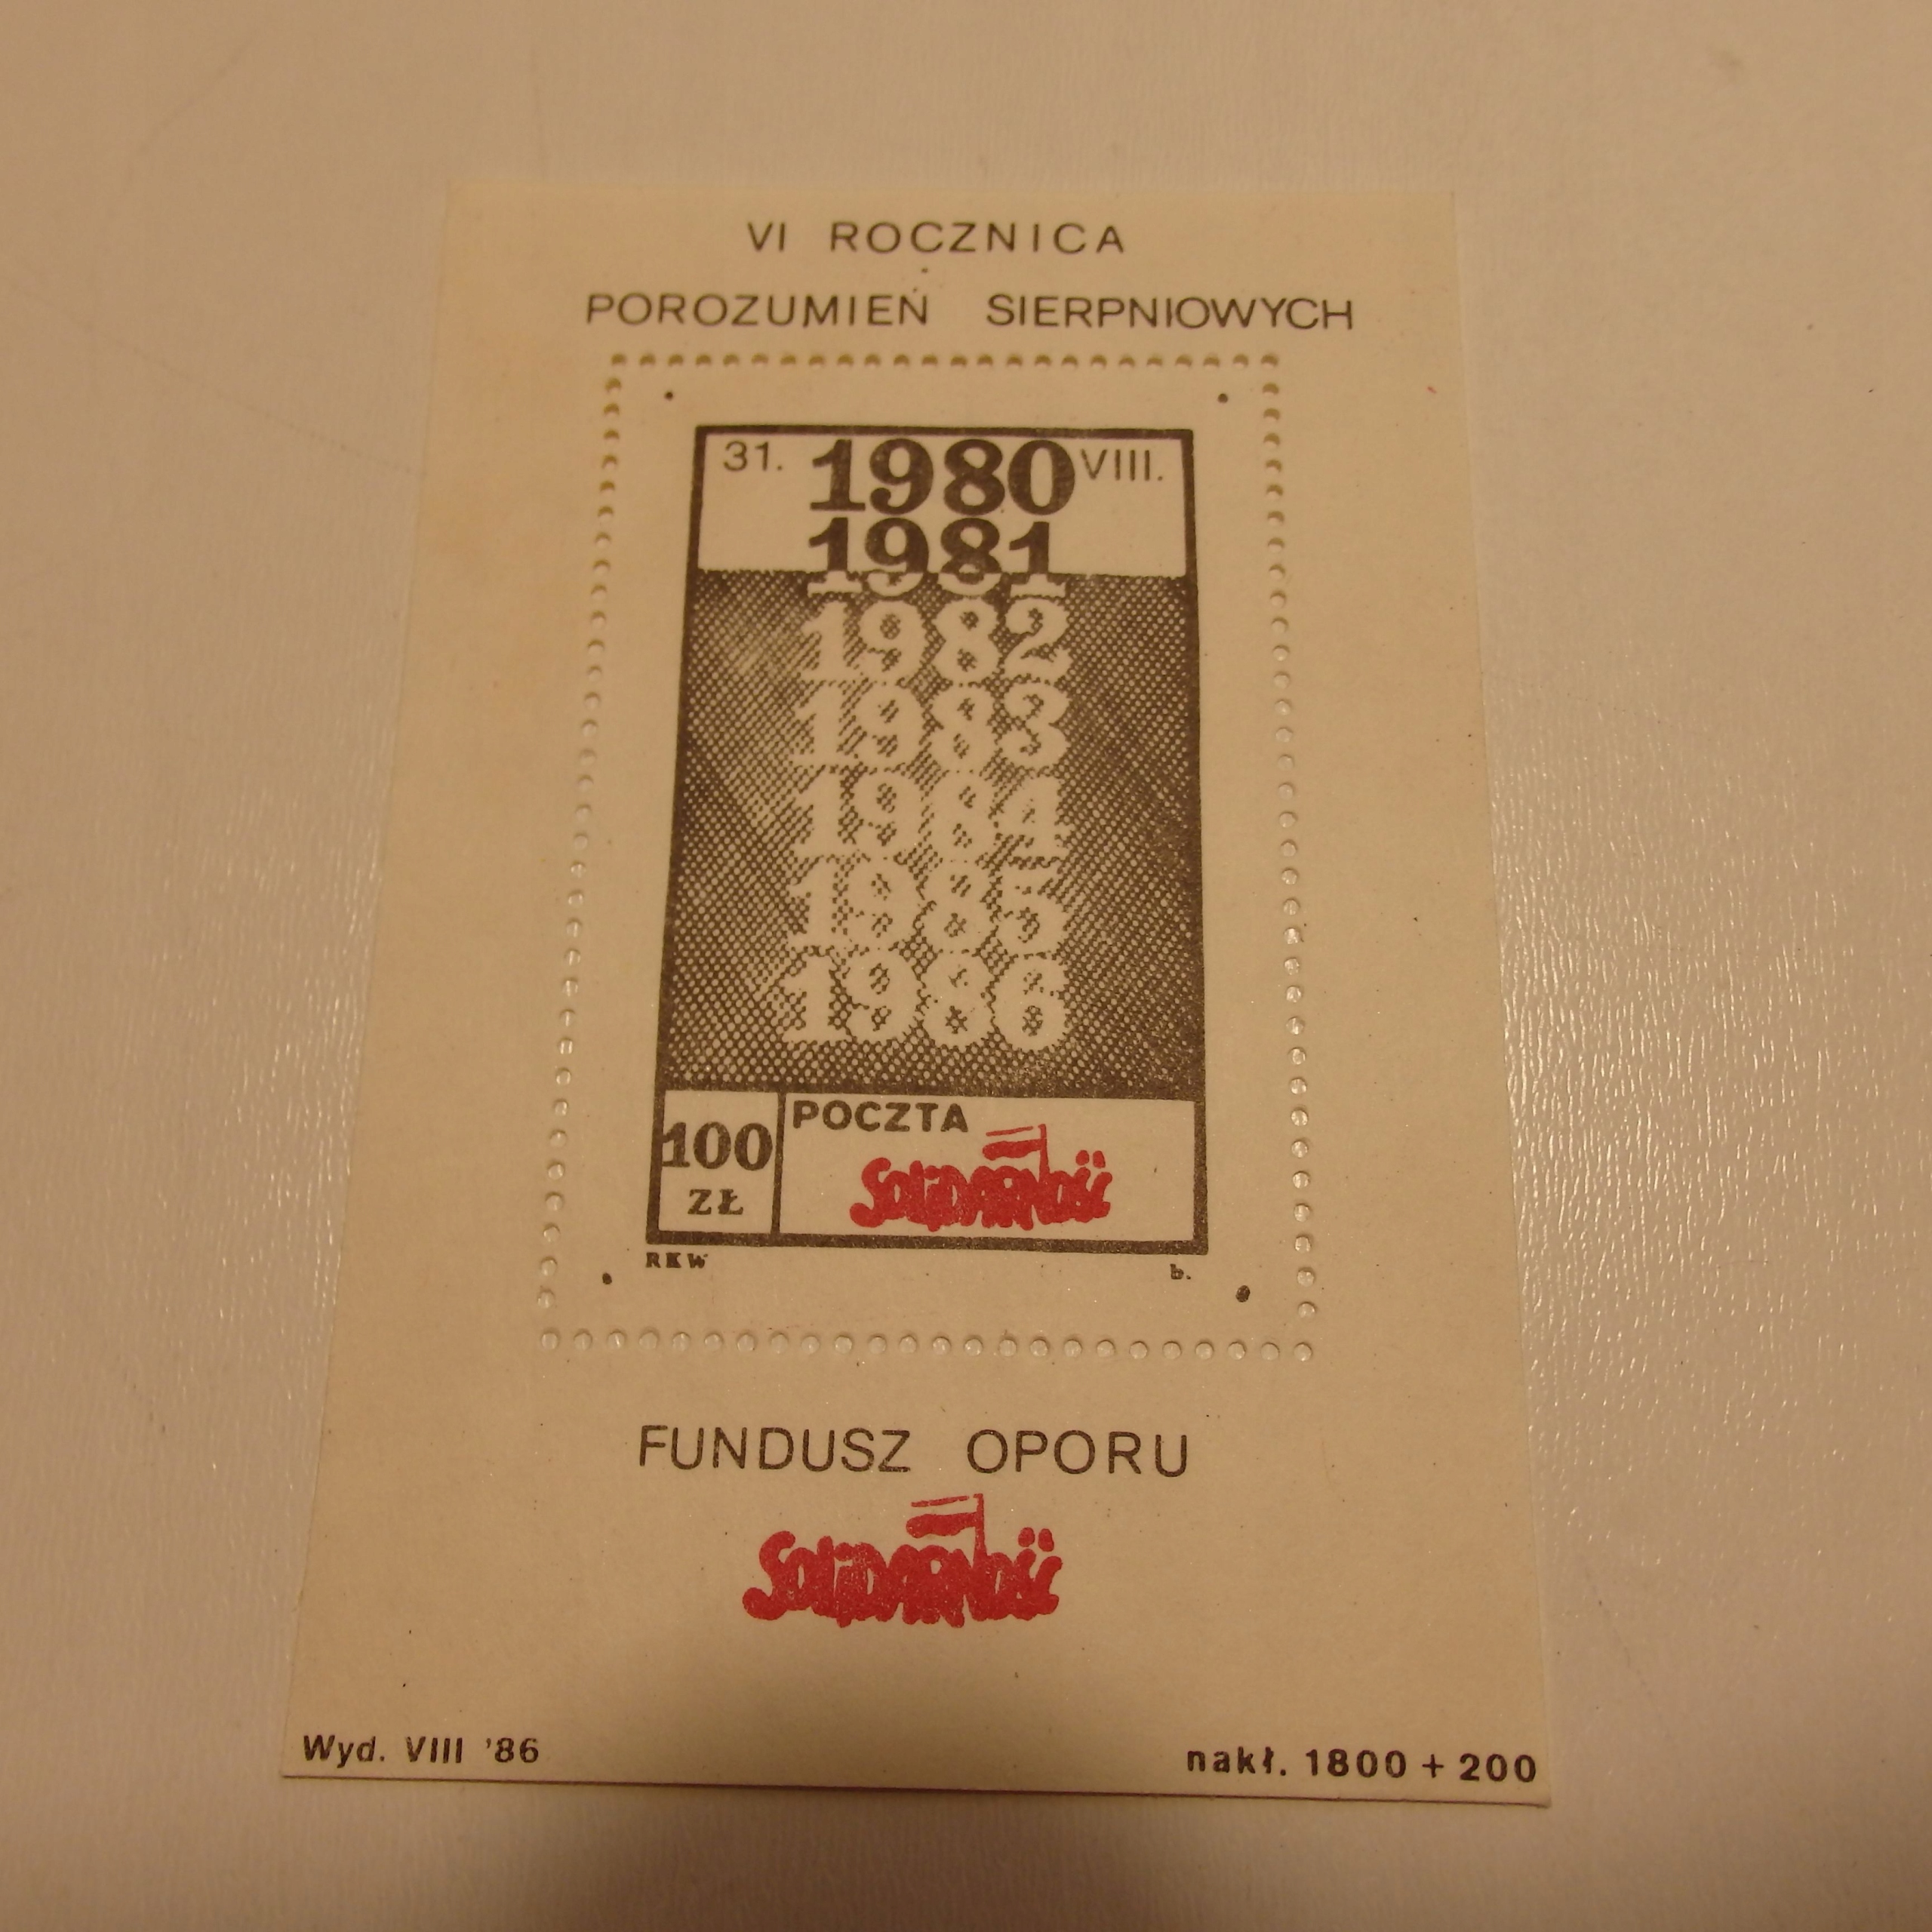 VI ROCZNICA
POROZUMIEŃ SIERPNIOWYCH
31. 1980 VIII.
1981
1982
1983
1984
1985
1986
100 ZŁ
POCZTA
SOLIDARNOŚĆ
RKW b.
FUNDUSZ OPORU
SOLIDARNOŚĆ
Wyd. VIII '86 nakł. 1800 + 200